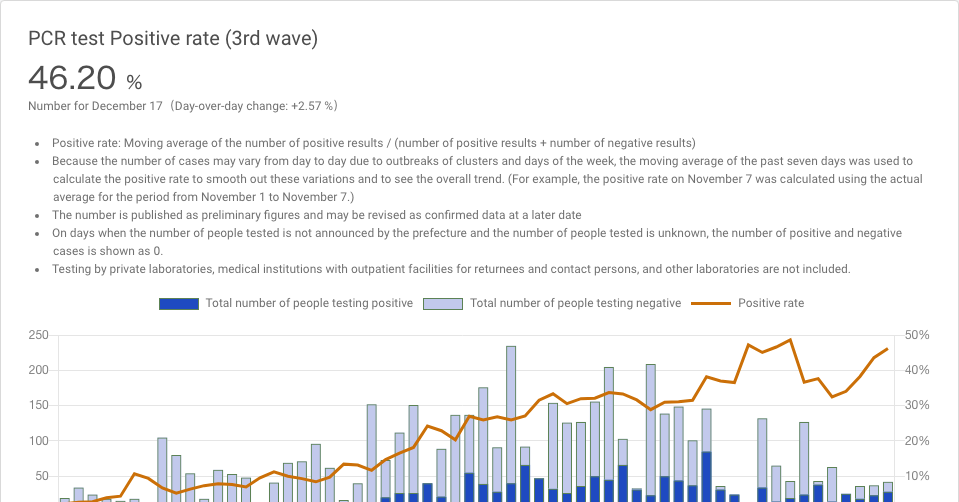 PCR test Positive rate (3rd wave)
46.20 %
Number for December 17（Day-over-day change: +2.57 %）
• Positive rate: Moving average of the number of positive results / (number of positive results + number of negative results)
• Because the number of cases may vary from day to day due to outbreaks of clusters and days of the week, the moving average of the past seven days was used to
calculate the positive rate to smooth out these variations and to see the overall trend. (For example, the positive rate on November 7 was calculated using the actual
average for the period from November 1 to November 7.)
• The number is published as preliminary figures and may be revised as confirmed data at a later date
• On days when the number of people tested is not announced by the prefecture and the number of people tested is unknown, the number of positive and negative
cases is shown as 0.
• Testing by private laboratories, medical institutions with outpatient facilities for returnees and contact persons, and other laboratories are not included.
Total number of people testing positive Total number of people testing negative Positive rate
250 50%
200 40%
150 30%
100 20%
50 10%